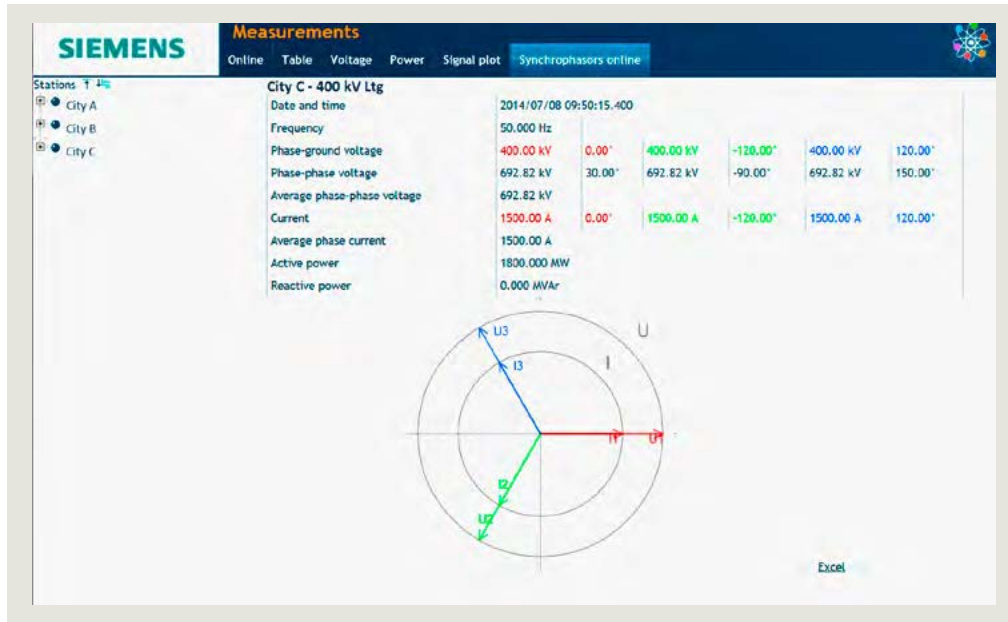 SIEMENS
Measurements
Online Table Voltage Power Signal plot Synchrophasors online
Stations
City A
City B
City C
City C - 400 kV Ltg
Date and time 2014/07/08 09:50:15.400
Frequency 50.000 Hz
Phase-ground voltage 400.00 kV 0.00° 400.00 kV -120.00° 400.00 kV 120.00°
Phase-phase voltage 692.82 kV 30.00° 692.82 kV -90.00° 692.82 kV 150.00°
Average phase-phase voltage 692.82 kV
Current 1500.00 A 0.00° 1500.00 A -120.00° 1500.00 A 120.00°
Average phase current 1500.00 A
Active power 1800.000 MW
Reactive power 0.000 MVAr
U3
U
I3
I
I1 U1
I2
U2
Excel